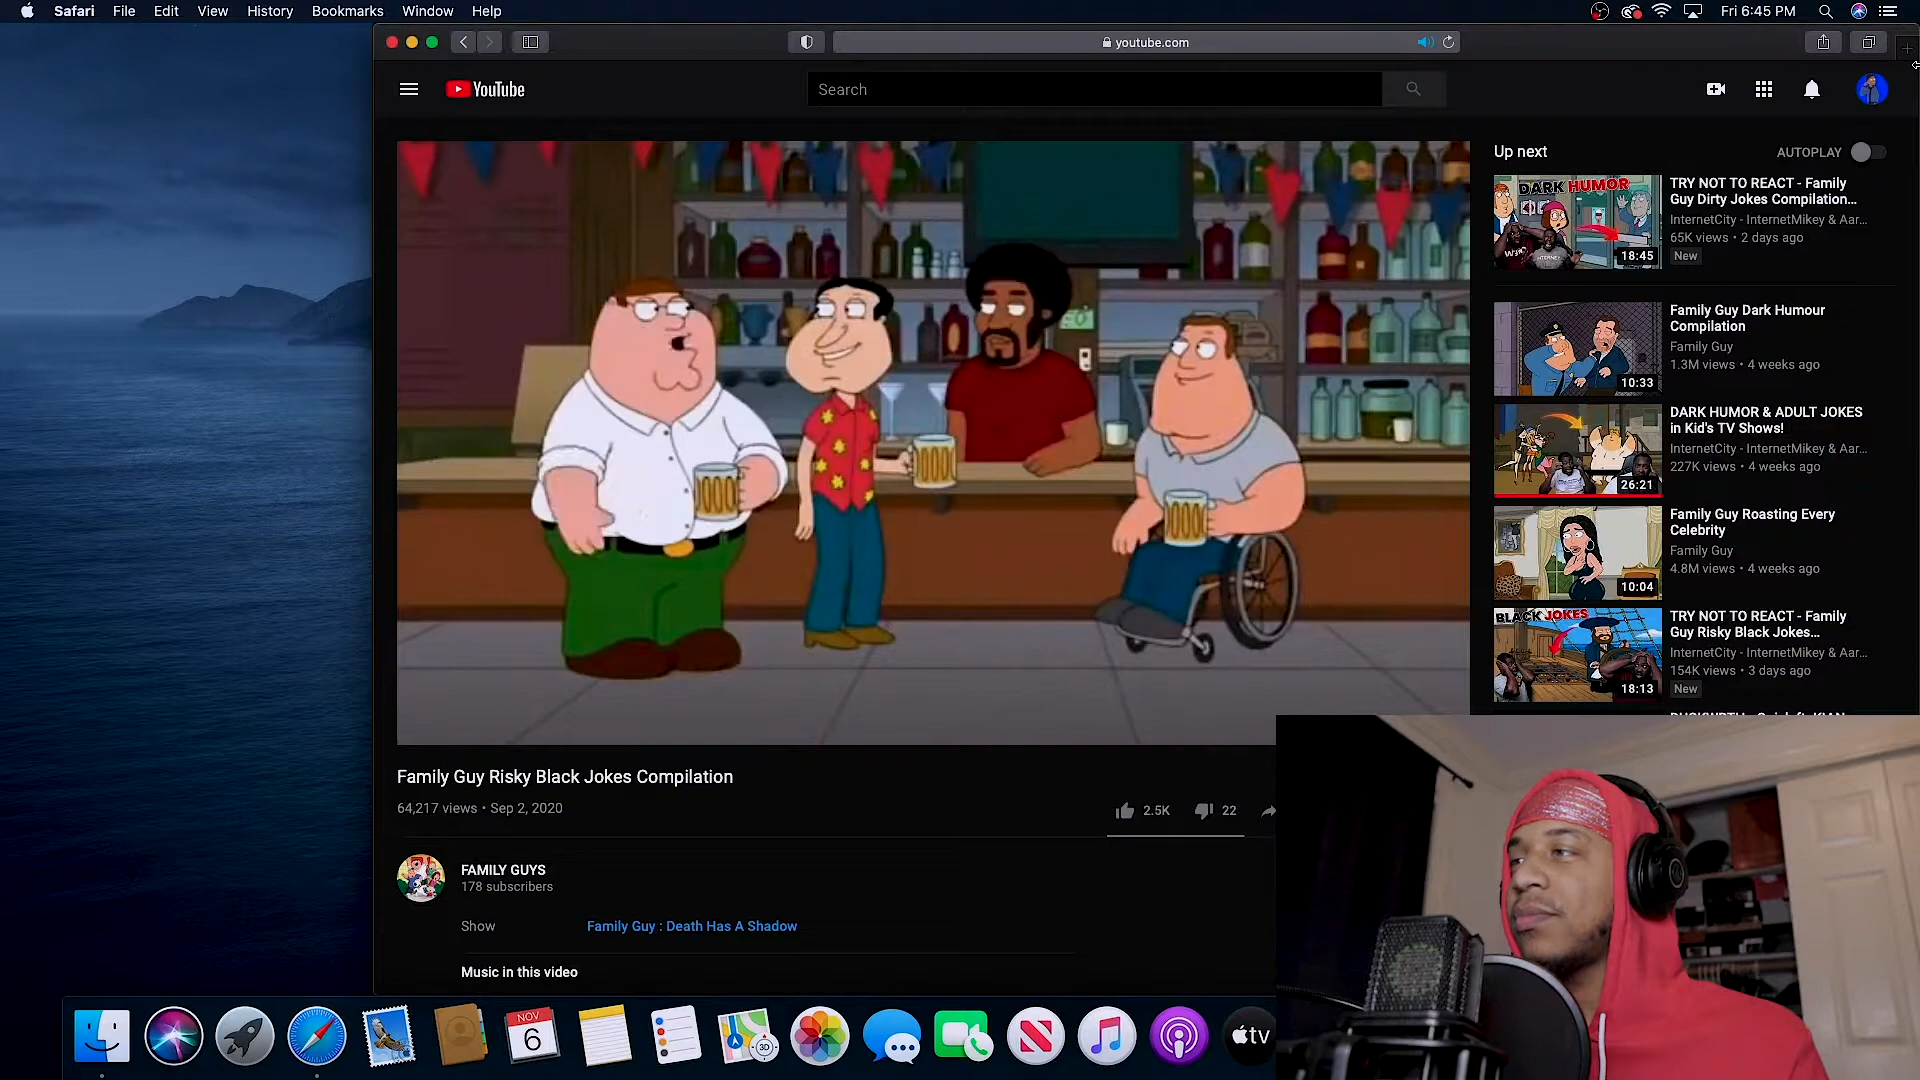 Safari File Edit View History Bookmarks Window Help
Fri 6:45 PM
youtube.com
YouTube
Search
Up next
AUTOPLAY
DARK HUMOR
18:45
TRY NOT TO REACT - Family
Guy Dirty Jokes Compilation...
InternetCity - InternetMikey & Aar...
65K views • 2 days ago
New
10:33
Family Guy Dark Humour
Compilation
Family Guy
1.3M views • 4 weeks ago
26:21
DARK HUMOR & ADULT JOKES
in Kid's TV Shows!
InternetCity - InternetMikey & Aar...
227K views • 4 weeks ago
10:04
Family Guy Roasting Every
Celebrity
Family Guy
4.8M views • 4 weeks ago
BLACK JOKES
18:13
TRY NOT TO REACT - Family
Guy Risky Black Jokes...
InternetCity - InternetMikey & Aar...
154K views • 3 days ago
New
Family Guy Risky Black Jokes Compilation
64,217 views • Sep 2, 2020
2.5K
22
FAMILY GUYS
178 subscribers
Show
Family Guy : Death Has A Shadow
Music in this video
NOV
6
3D
tv